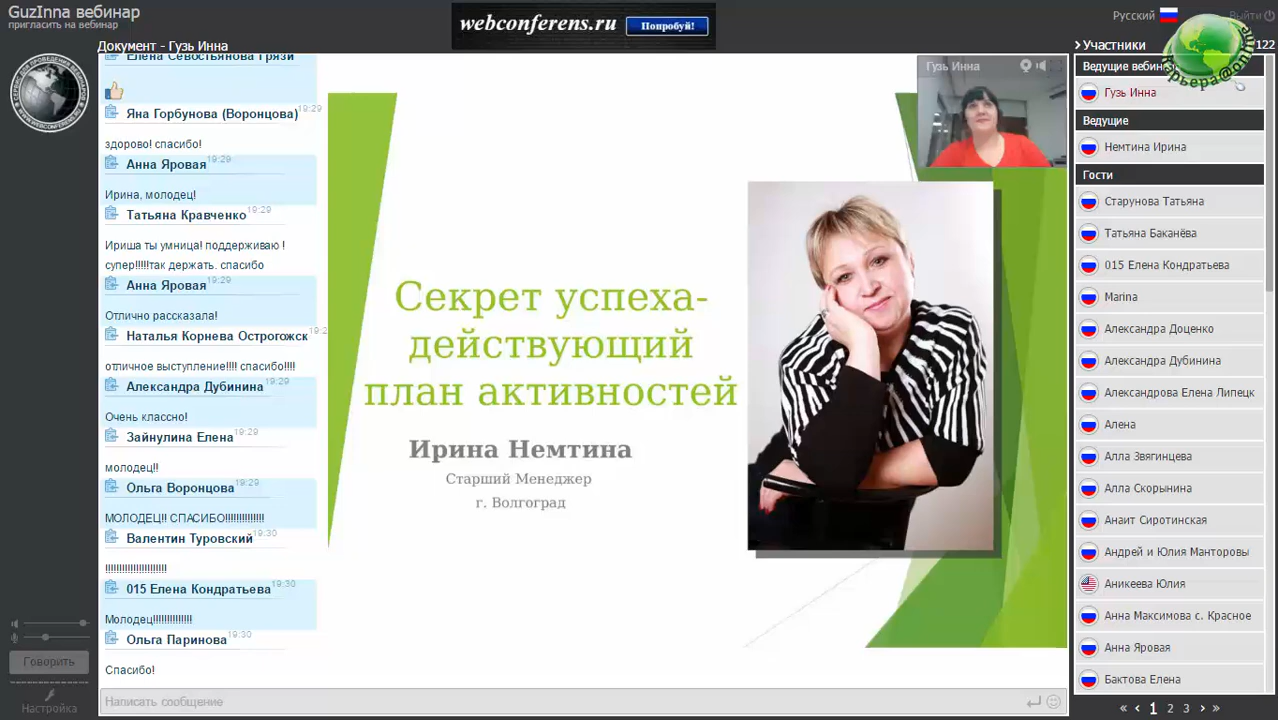 GuzInna вебинар
пригласить на вебинар
webconferens.ru Попробуй!
Русский
Выйти
Документ - Гузь Инна
Участники
122
Елена Севостьянова Грязи
Яна Горбунова (Воронцова) 19:29
здорово! спасибо!
Анна Яровая 19:29
Ирина, молодец!
Татьяна Кравченко 19:29
Ириша ты умница! поддерживаю !
супер!!!!!так держать. спасибо
Анна Яровая 19:29
Отлично рассказала!
Наталья Корнева Острогожск
отличное выступление!!!! спасибо!!!!
Александра Дубинина 19:29
Очень классно!
Зайнулина Елена 19:29
молодец!!
Ольга Воронцова 19:29
МОЛОДЕЦ!! СПАСИБО!!!!!!!!!!!!!!
Валентин Туровский 19:30
!!!!!!!!!!!!!!!!!!!!!!
015 Елена Кондратьева 19:30
Молодец!!!!!!!!!!!!!!
Ольга Паринова 19:30
Спасибо!
Написать сообщение
Говорить
Настройка
Гузь Инна
Секрет успеха-
действующий
план активностей
Ирина Немтина
Старший Менеджер
г. Волгоград
Ведущие
Гузь Инна
Ведущие
Немтина Ирина
Гости
Старунова Татьяна
Татьяна Баканёва
015 Елена Кондратьева
Marina
Александра Доценко
Александра Дубинина
Александрова Елена Липецк
Алена
Алла Звягинцева
Алла Скорынина
Анаит Сиротинская
Андрей и Юлия Манторовы
Аникеева Юлия
Анна Максимова с. Красное
Анна Яровая
Бактова Елена
« ‹ 1 2 3 › »